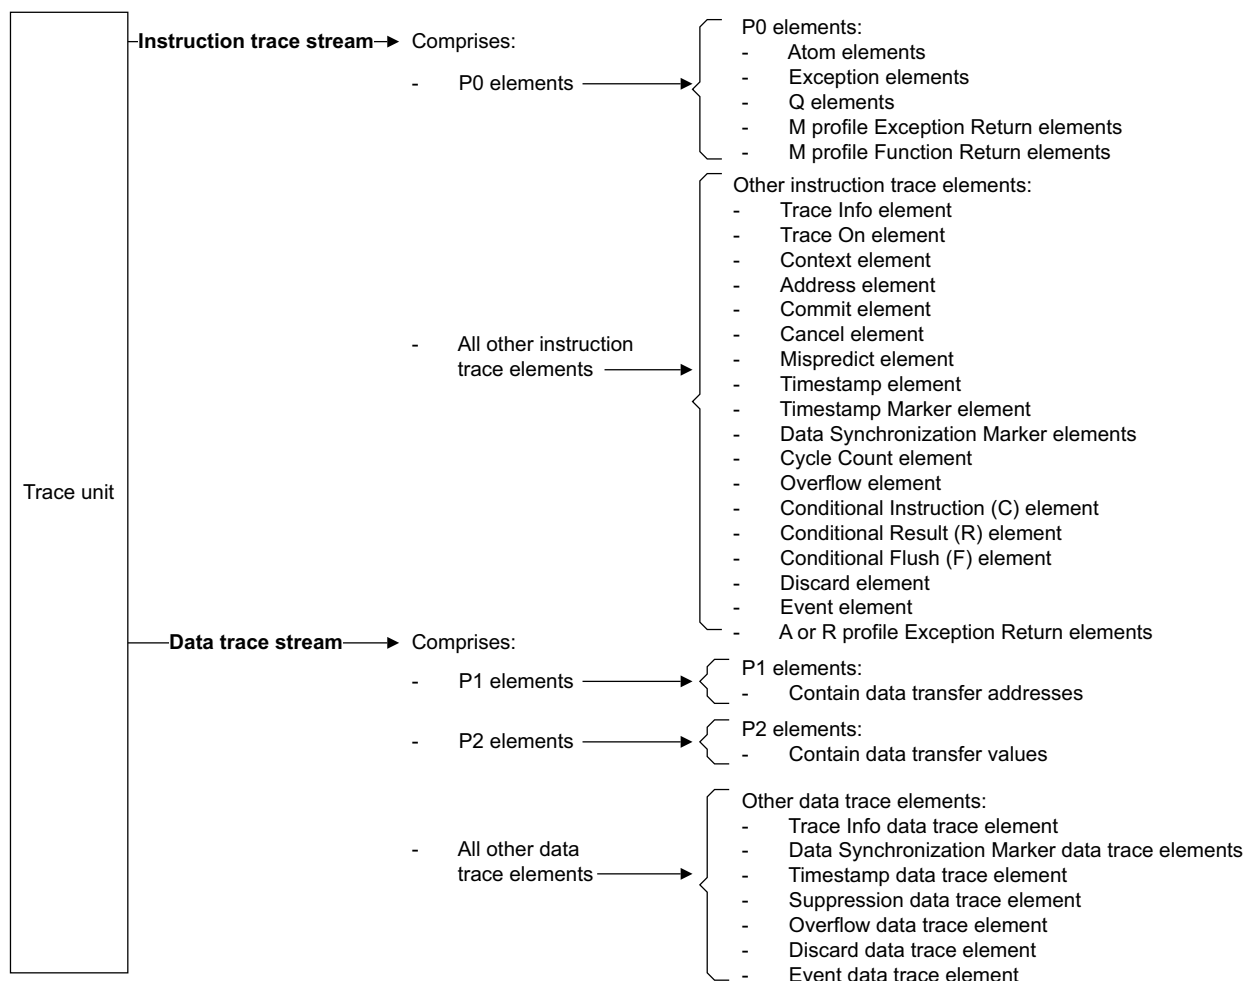 Trace unit
Instruction trace stream
Comprises:
- P0 elements
P0 elements:
- Atom elements
- Exception elements
- Q elements
- M profile Exception Return elements
- M profile Function Return elements
- All other instruction
trace elements
Other instruction trace elements:
- Trace Info element
- Trace On element
- Context element
- Address element
- Commit element
- Cancel element
- Mispredict element
- Timestamp element
- Timestamp Marker element
- Data Synchronization Marker elements
- Cycle Count element
- Overflow element
- Conditional Instruction (C) element
- Conditional Result (R) element
- Conditional Flush (F) element
- Discard element
- Event element
- A or R profile Exception Return elements
Data trace stream
Comprises:
- P1 elements
P1 elements:
- Contain data transfer addresses
- P2 elements
P2 elements:
- Contain data transfer values
- All other data
trace elements
Other data trace elements:
- Trace Info data trace element
- Data Synchronization Marker data trace elements
- Timestamp data trace element
- Suppression data trace element
- Overflow data trace element
- Discard data trace element
- Event data trace element